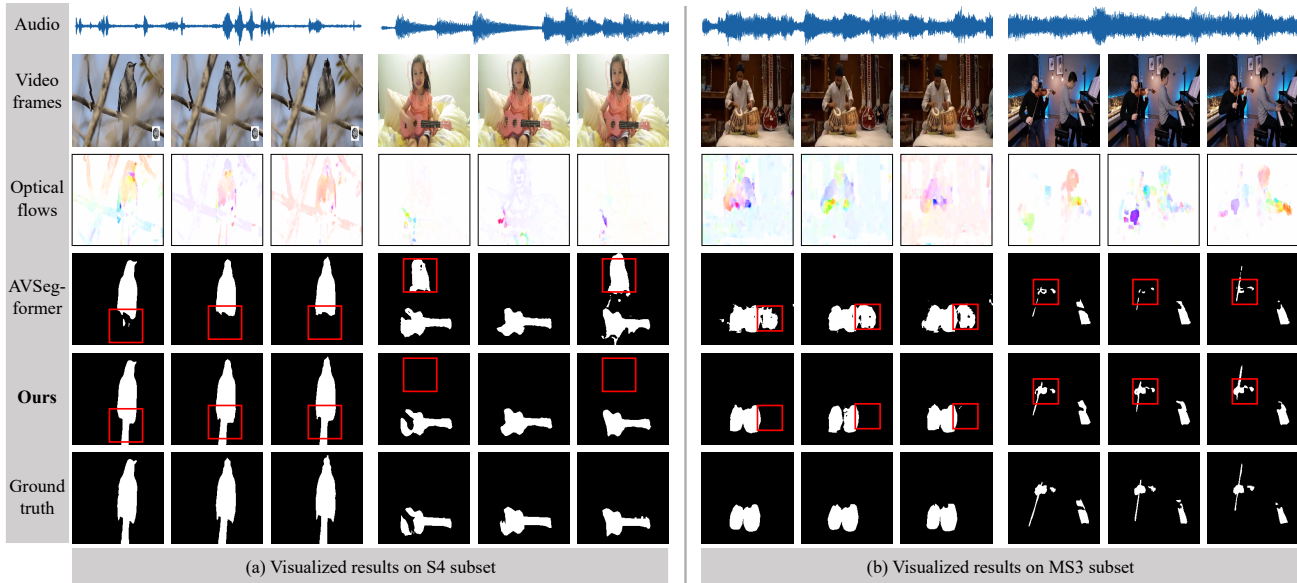 Audio
Video
frames
Optical
flows
AVSeg-
former
Ours
Ground
truth
(a) Visualized results on S4 subset
(b) Visualized results on MS3 subset